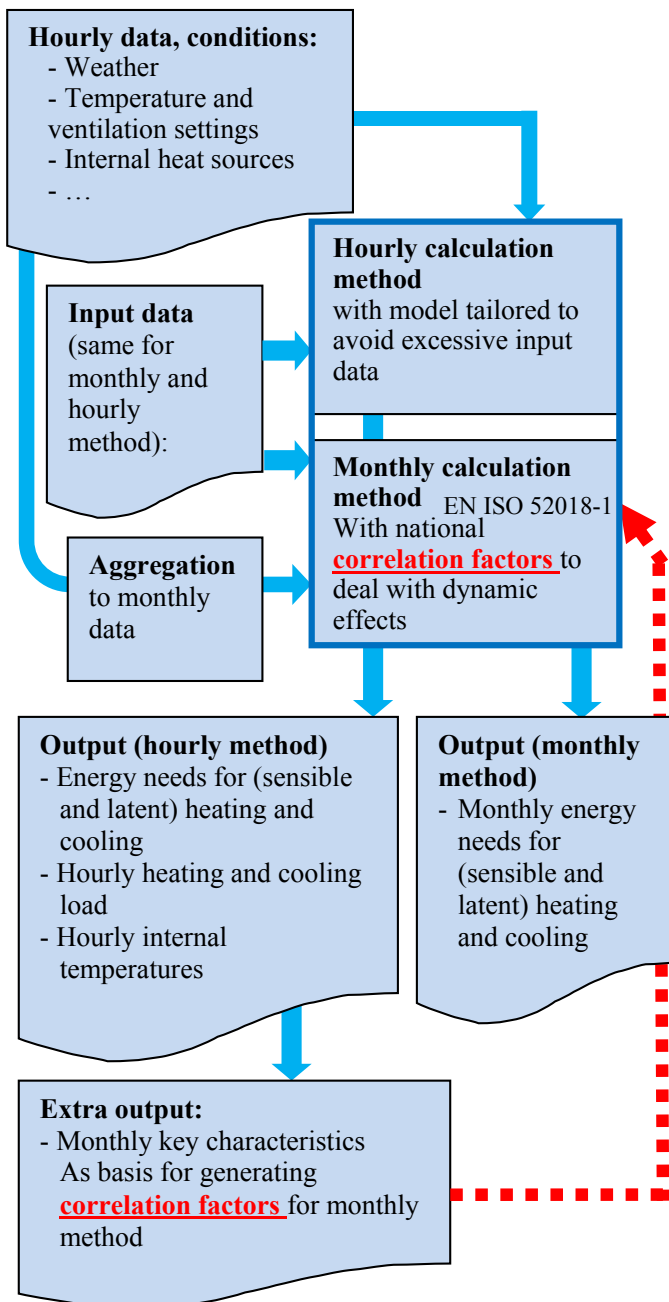 Hourly data, conditions:
- Weather
- Temperature and
ventilation settings
- Internal heat sources
- …
Hourly calculation
method
with model tailored to
avoid excessive input
data
Input data
(same for
monthly and
hourly
method):
Monthly calculation
method EN ISO 52018-1
With national
correlation factors to
deal with dynamic
effects
Aggregation
to monthly
data
Output (hourly method)
- Energy needs for (sensible
and latent) heating and
cooling
- Hourly heating and cooling
load
- Hourly internal
temperatures
Output (monthly
method)
- Monthly energy
needs for
(sensible and
latent) heating
and cooling
Extra output:
- Monthly key characteristics
As basis for generating
correlation factors for monthly
method